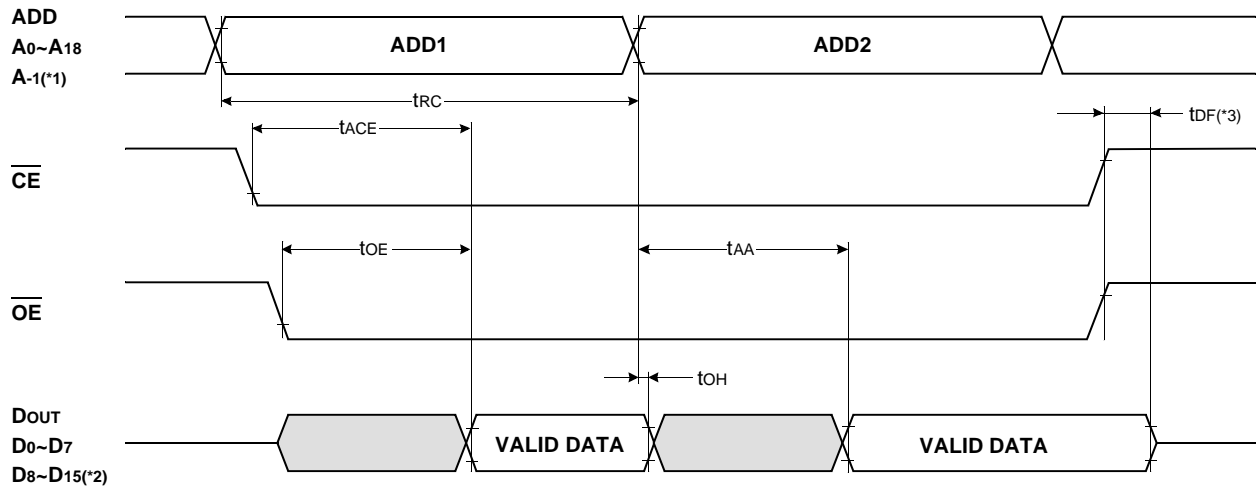 ADD
A0~A18
A-1(*1)
ADD1
ADD2
tRC
tACE
tDF(*3)
CE
tOE
tAA
OE
tOH
DOUT
D0~D7
D8~D15(*2)
VALID DATA
VALID DATA